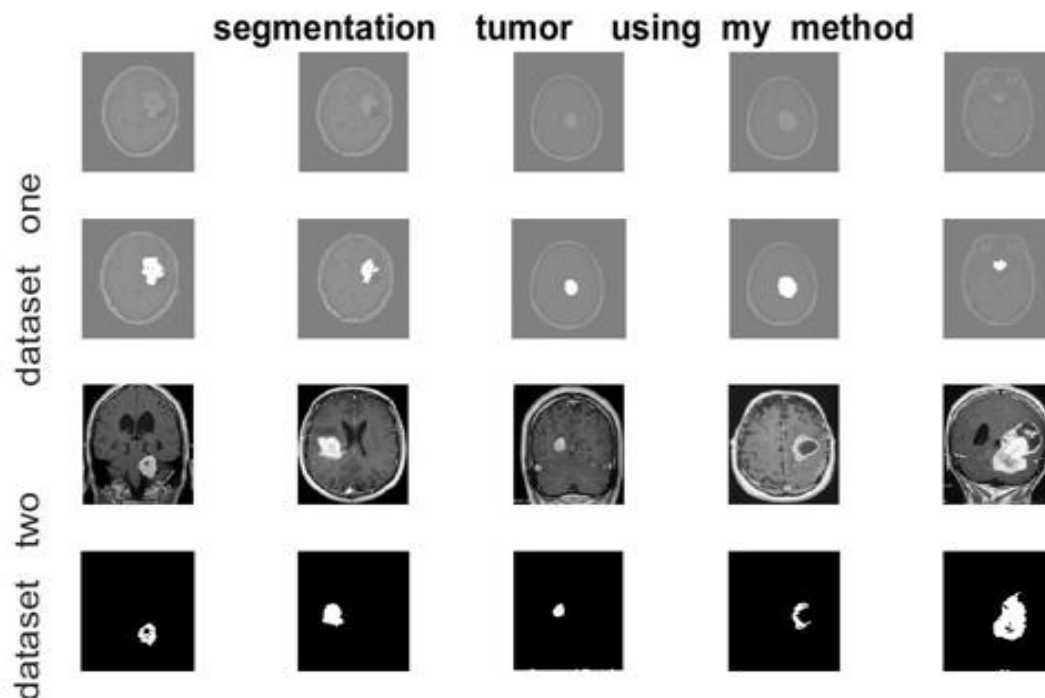 segmentation tumor using my method
dataset one
dataset two